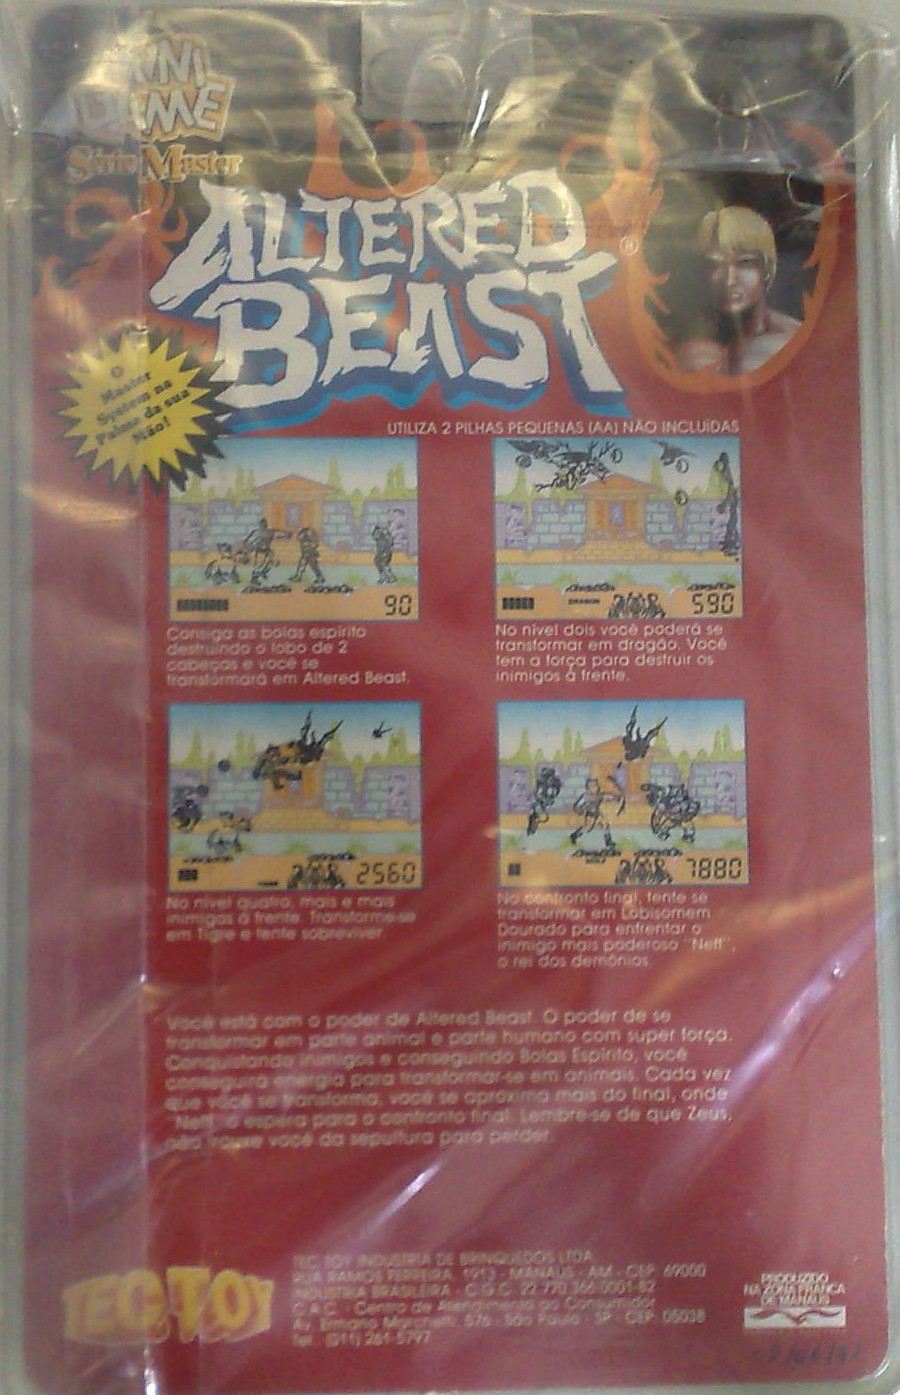 MINI
GAME
Série Master
ALTERED
BEAST
®
O
Master
System na
Palma da sua
Mão!
UTILIZA 2 PILHAS PEQUENAS (AA) NÃO INCLUÍDAS
90
DRAGON
590
Consiga as bolas espirito
destruindo o lobo de 2
cabeças e você se
transformará em Altered Beast.
No nível dois você poderá se
transformar em dragão. Você
tem a força para destruir os
inimigos à frente.
2560
7880
No nível quatro, mais e mais
inimigos à frente. Transforme-se
em Tigre e tente sobreviver.
No confronto final, tente se
transformar em Lobisomem
Dourado para enfrentar o
inimigo mais poderoso "Neff",
o rei dos demônios.
Você está com o poder de Altered Beast. O poder de se
transformar em parte animal e parte humano com super força.
Conquistando inimigos e conseguindo Bolas Espírito, você
conseguirá energia para transformar-se em animais. Cada vez
que você se transforma, você se aproxima mais do final, onde
"Neff" o espera para o confronto final. Lembre-se de que Zeus,
não trouxe você da sepultura para perder.
TEC TOY
TEC TOY INDUSTRIA DE BRINQUEDOS LTDA
RUA RAMOS FERREIRA, - MANAUS - AM - CEP 69000
INDUSTRIA BRASILEIRA - C.G.C. 22.770.366.0001-82
C.A.C. - Centro de Atendimento ao Consumidor
Av. Ermano Marchetti, 576 - São Paulo - SP - CEP 05038
Tel. (011) 261-5797
PRODUZIDO
NA ZONA FRANCA
DE MANAUS